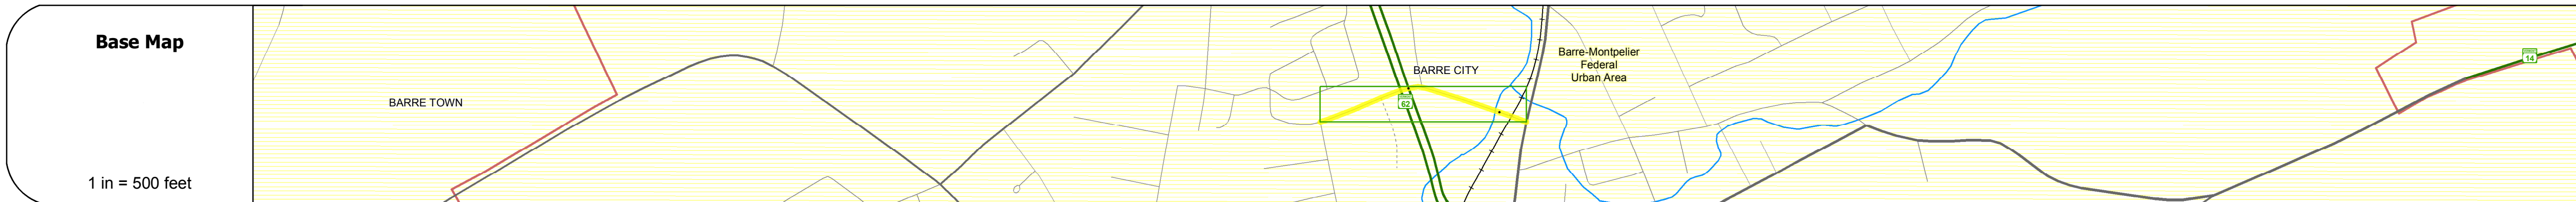 Base Map
1 in = 500 feet
BARRE TOWN
BARRE CITY
62
Barre-Montpelier
Federal
Urban Area
14